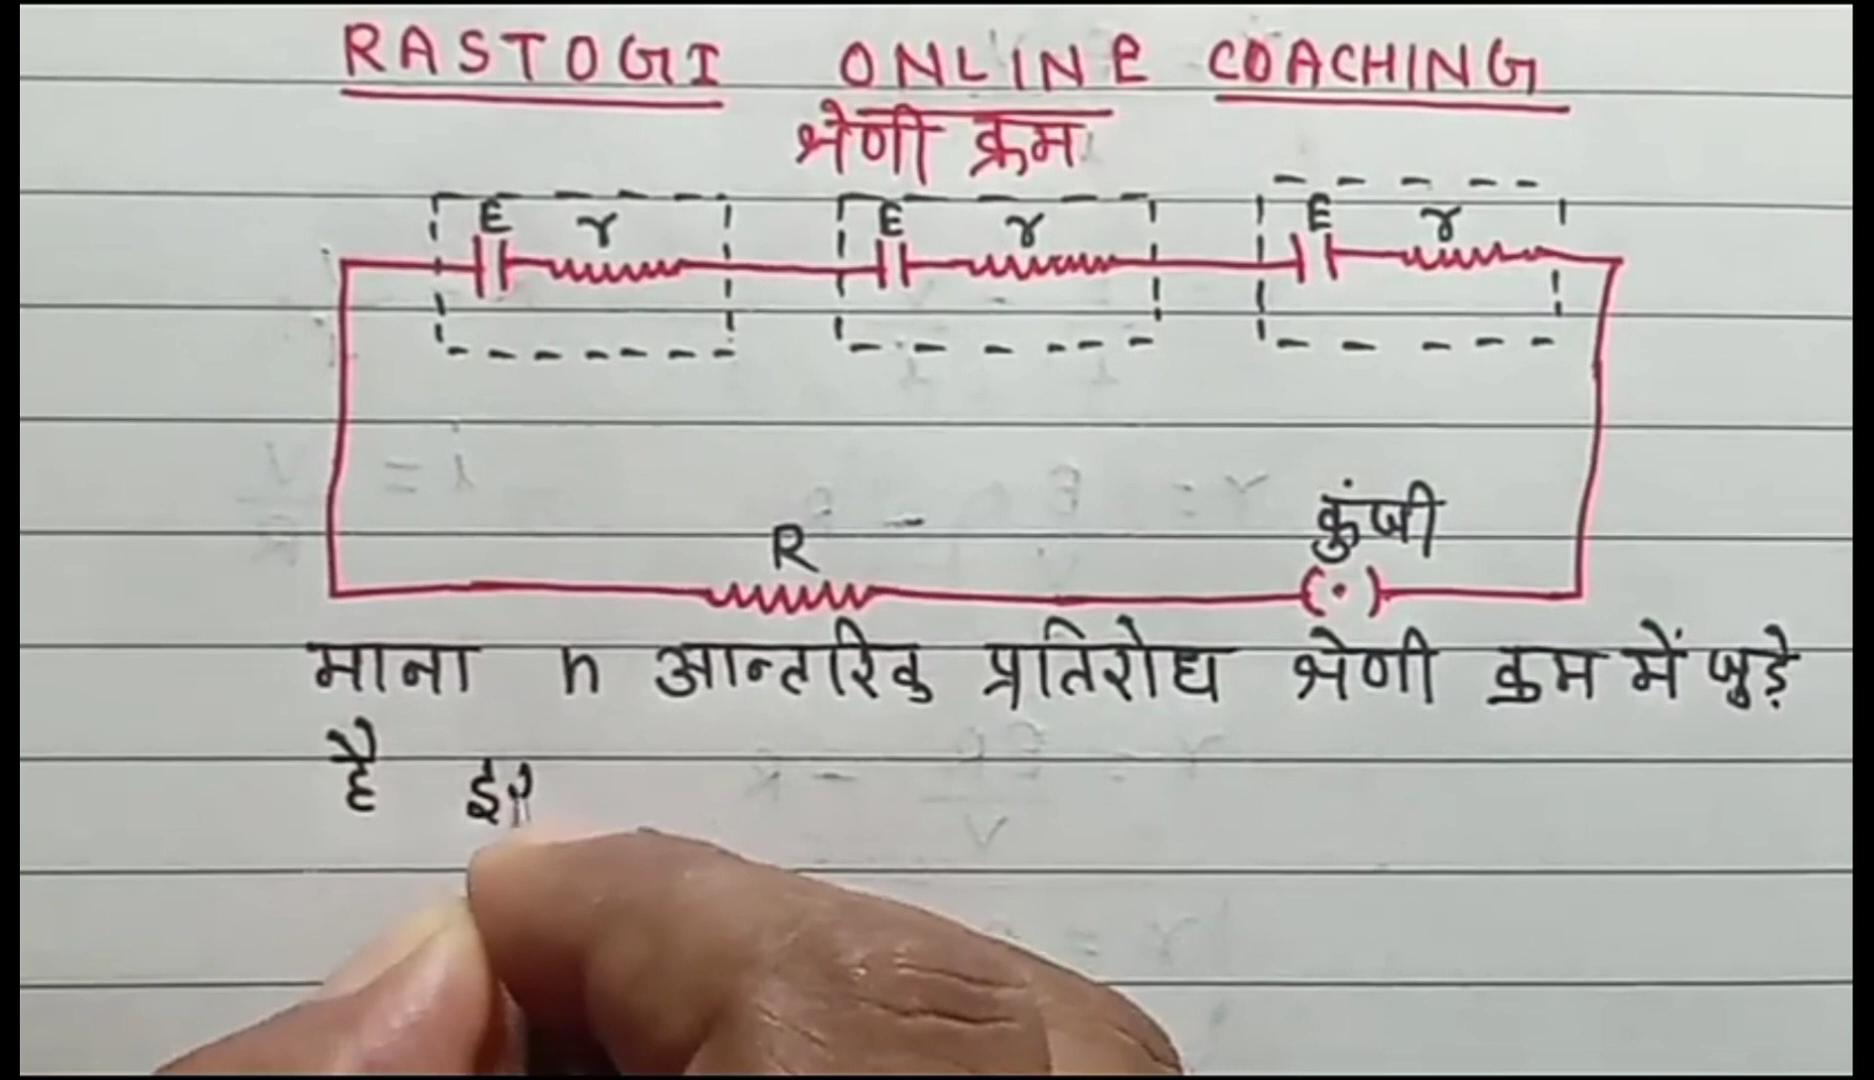 RASTOGI ONLINE COACHING
श्रेणी क्रम
E r E r E r
कुंजी
R
माना n आन्तरिक प्रतिरोध श्रेणी क्रम में जुड़े
है